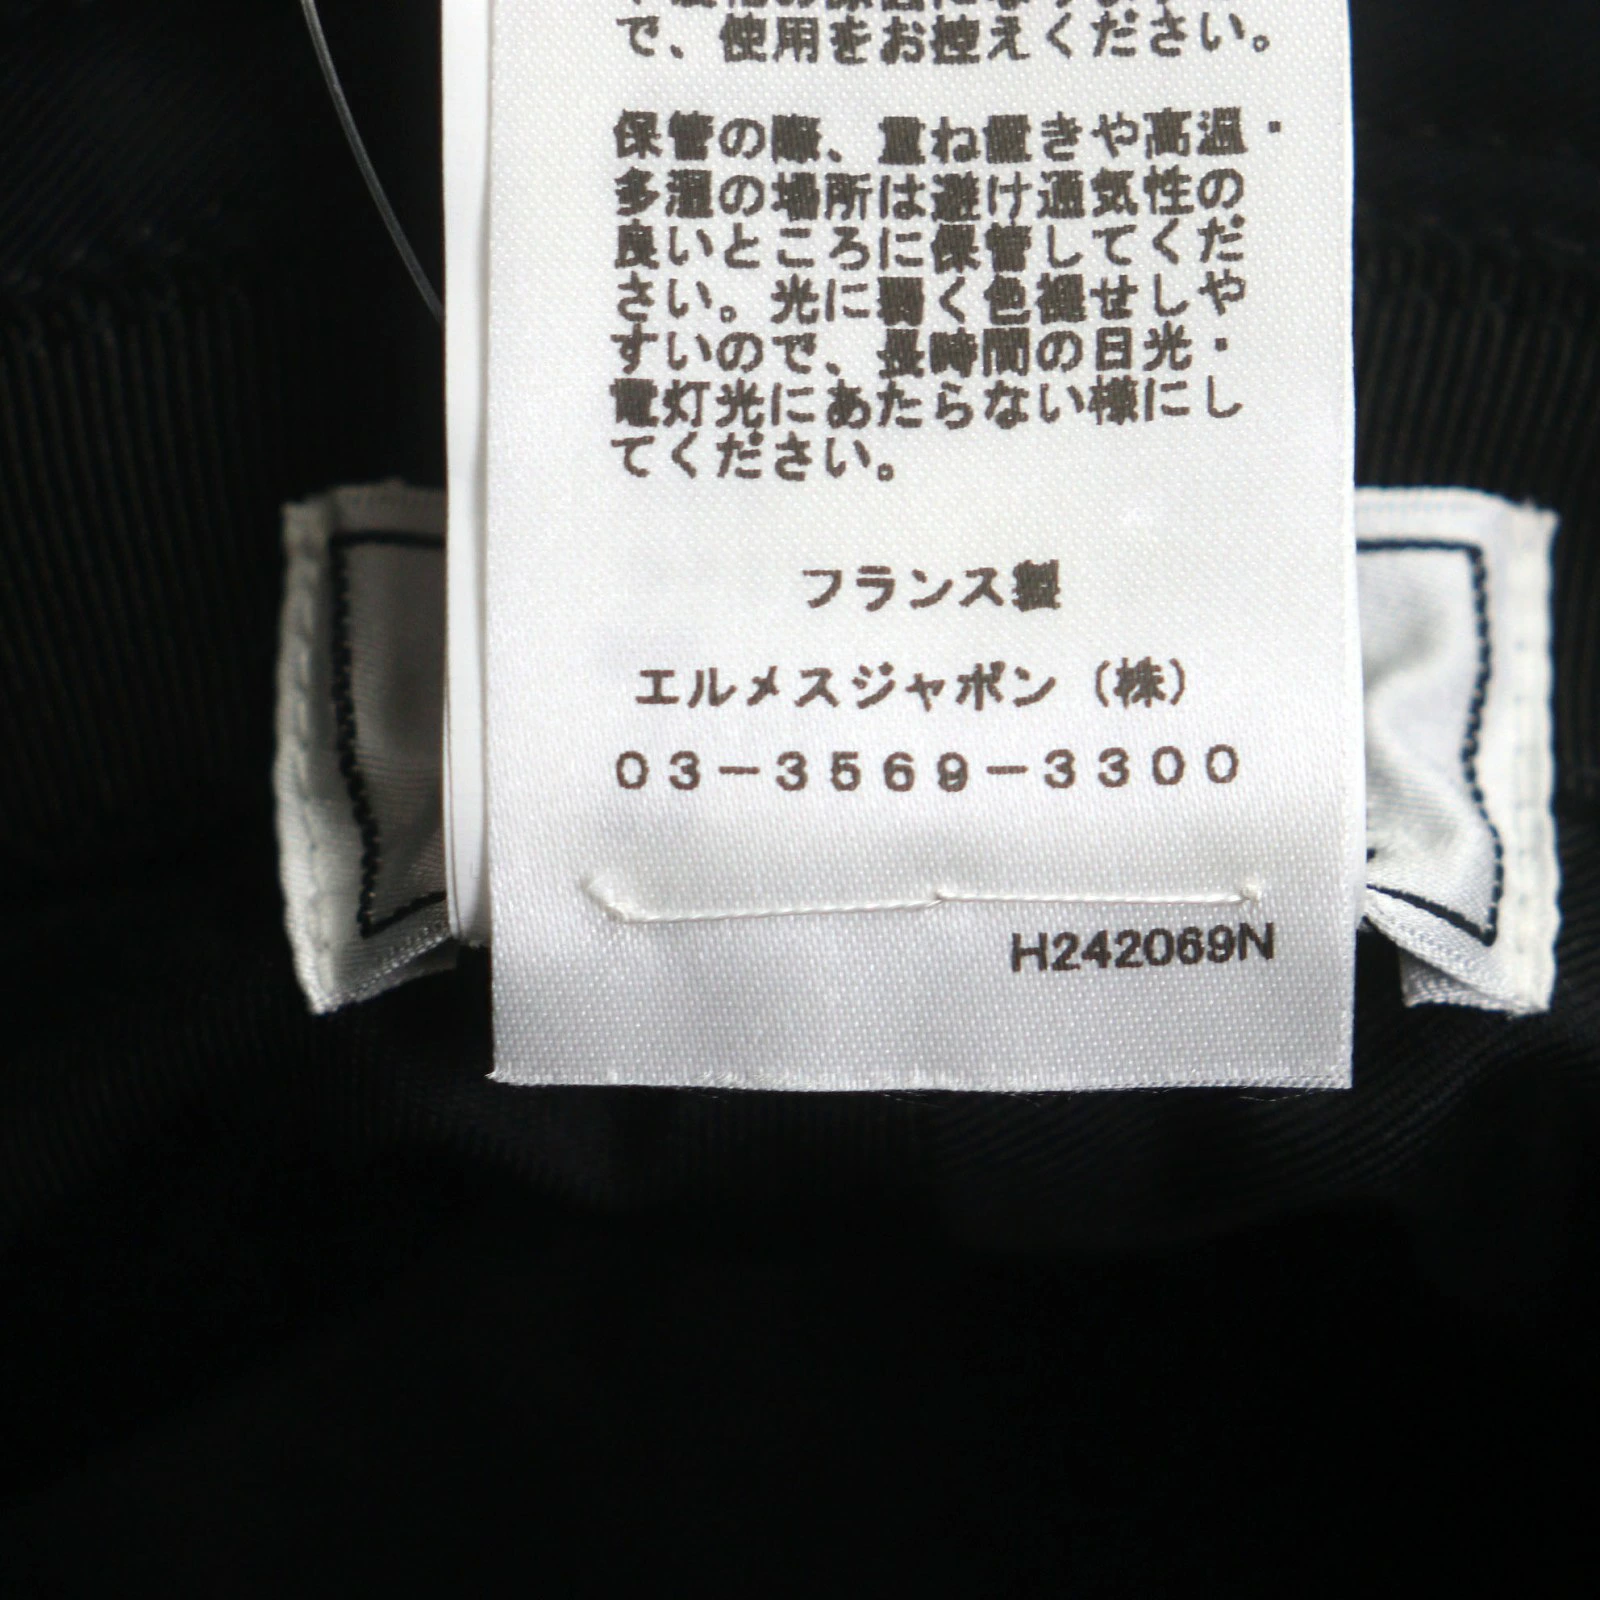 で、使用をお控えください。
保管の際、重ね置きや高温・
多湿の場所は避け通気性の
良いところに保管してくだ
さい。光に弱く色褪せしや
すいので、長時間の日光・
電灯光にあたらない様にし
てください。
フランス製
エルメスジャポン（株）
03-3569-3300
H242069N